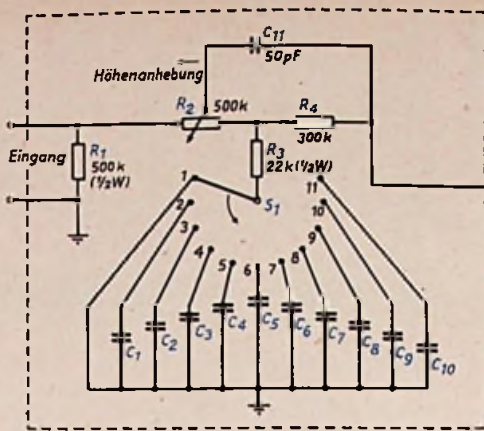 C11
50pF
Höhenanhebung
R2
500k
R4
300k
Eingang
R1
500k
(½W)
R3
22k(½W)
S1
1
2
3
4
5
6
7
8
9
10
11
C1
C2
C3
C4
C5
C6
C7
C8
C9
C10